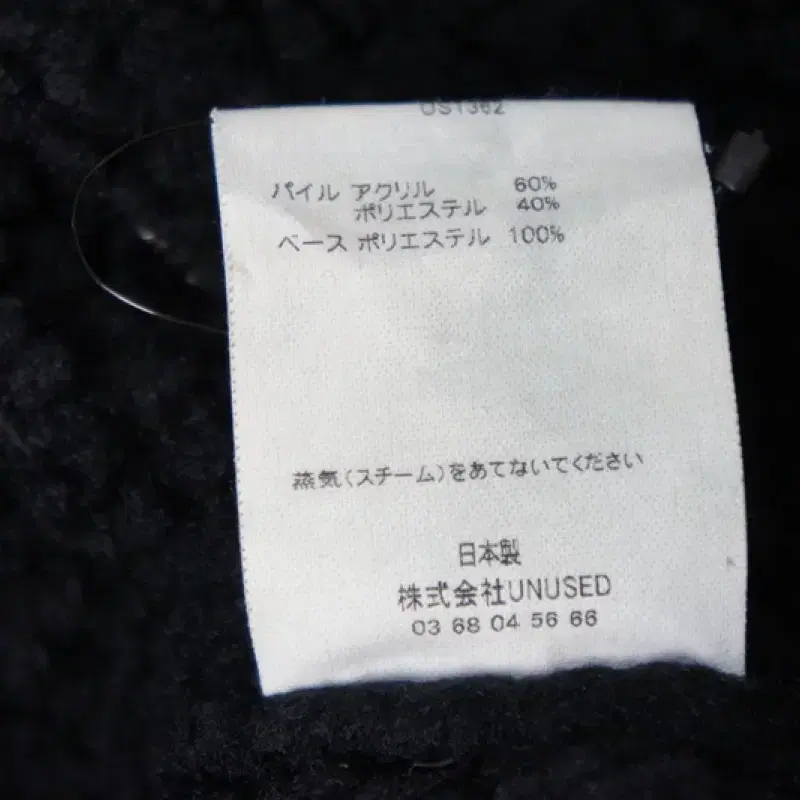 US1362
パイル アクリル 60%
ポリエステル 40%
ベース ポリエステル 100%
蒸気(スチーム)をあてないでください
日本製
株式会社UNUSED
03 68 04 56 66